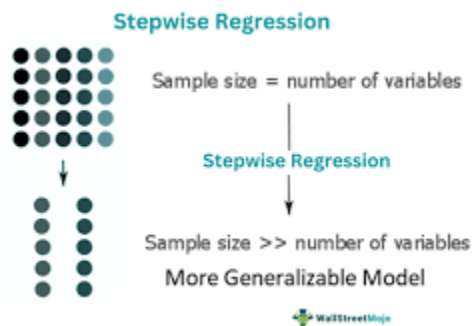 Stepwise Regression
Sample size = number of variables
Stepwise Regression
Sample size >> number of variables
More Generalizable Model
WallStreetMojo